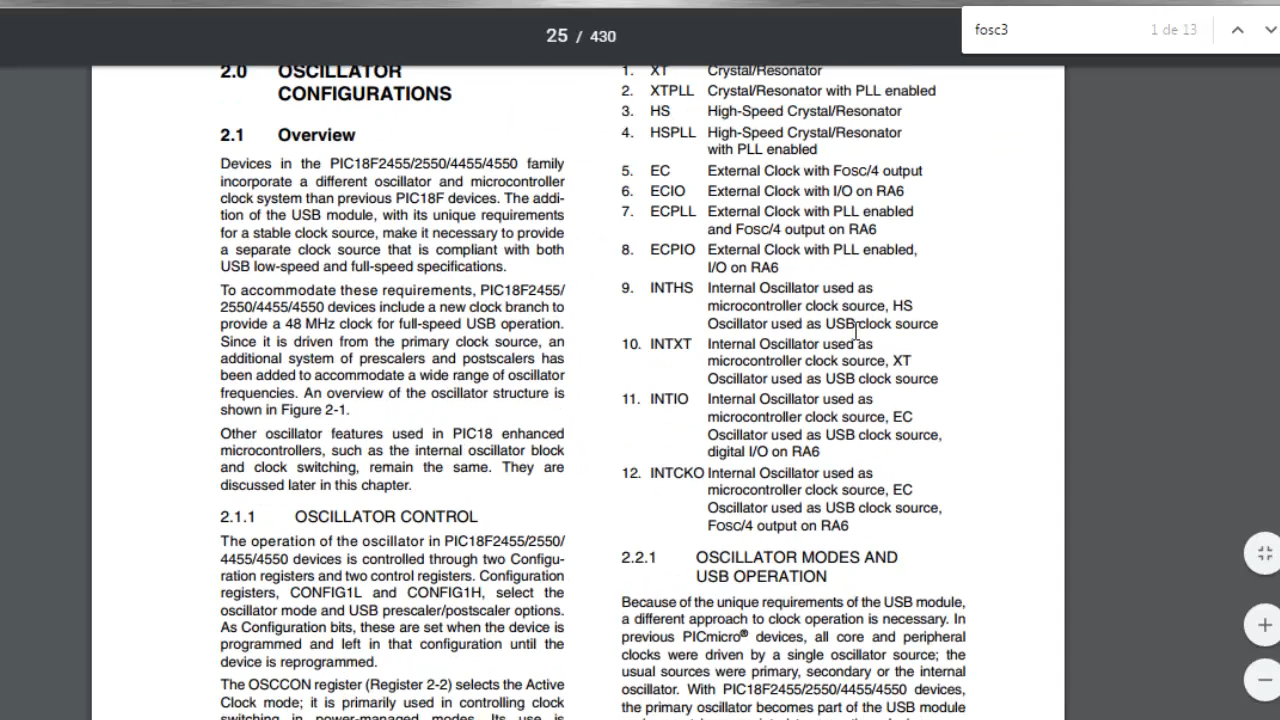 25 / 430
fosc3
1 de 13
2.0 OSCILLATOR
CONFIGURATIONS
2.1 Overview
Devices in the PIC18F2455/2550/4455/4550 family
incorporate a different oscillator and microcontroller
clock system than previous PIC18F devices. The addi-
tion of the USB module, with its unique requirements
for a stable clock source, make it necessary to provide
a separate clock source that is compliant with both
USB low-speed and full-speed specifications.
To accommodate these requirements, PIC18F2455/
2550/4455/4550 devices include a new clock branch to
provide a 48 MHz clock for full-speed USB operation.
Since it is driven from the primary clock source, an
additional system of prescalers and postscalers has
been added to accommodate a wide range of oscillator
frequencies. An overview of the oscillator structure is
shown in Figure 2-1.
Other oscillator features used in PIC18 enhanced
microcontrollers, such as the internal oscillator block
and clock switching, remain the same. They are
discussed later in this chapter.
2.1.1 OSCILLATOR CONTROL
The operation of the oscillator in PIC18F2455/2550/
4455/4550 devices is controlled through two Configu-
ration registers and two control registers. Configuration
registers, CONFIG1L and CONFIG1H, select the
oscillator mode and USB prescaler/postscaler options.
As Configuration bits, these are set when the device is
programmed and left in that configuration until the
device is reprogrammed.
The OSCCON register (Register 2-2) selects the Active
Clock mode; it is primarily used in controlling clock
switching in power-managed modes. Its use is
1. XT Crystal/Resonator
2. XTPLL Crystal/Resonator with PLL enabled
3. HS High-Speed Crystal/Resonator
4. HSPLL High-Speed Crystal/Resonator
with PLL enabled
5. EC External Clock with FOSC/4 output
6. ECIO External Clock with I/O on RA6
7. ECPLL External Clock with PLL enabled
and FOSC/4 output on RA6
8. ECPIO External Clock with PLL enabled,
I/O on RA6
9. INTHS Internal Oscillator used as
microcontroller clock source, HS
Oscillator used as USB clock source
10. INTXT Internal Oscillator used as
microcontroller clock source, XT
Oscillator used as USB clock source
11. INTIO Internal Oscillator used as
microcontroller clock source, EC
Oscillator used as USB clock source,
digital I/O on RA6
12. INTCKO Internal Oscillator used as
microcontroller clock source, EC
Oscillator used as USB clock source,
FOSC/4 output on RA6
2.2.1 OSCILLATOR MODES AND
USB OPERATION
Because of the unique requirements of the USB module,
a different approach to clock operation is necessary. In
previous PICmicro® devices, all core and peripheral
clocks were driven by a single oscillator source; the
usual sources were primary, secondary or the internal
oscillator. With PIC18F2455/2550/4455/4550 devices,
the primary oscillator becomes part of the USB module